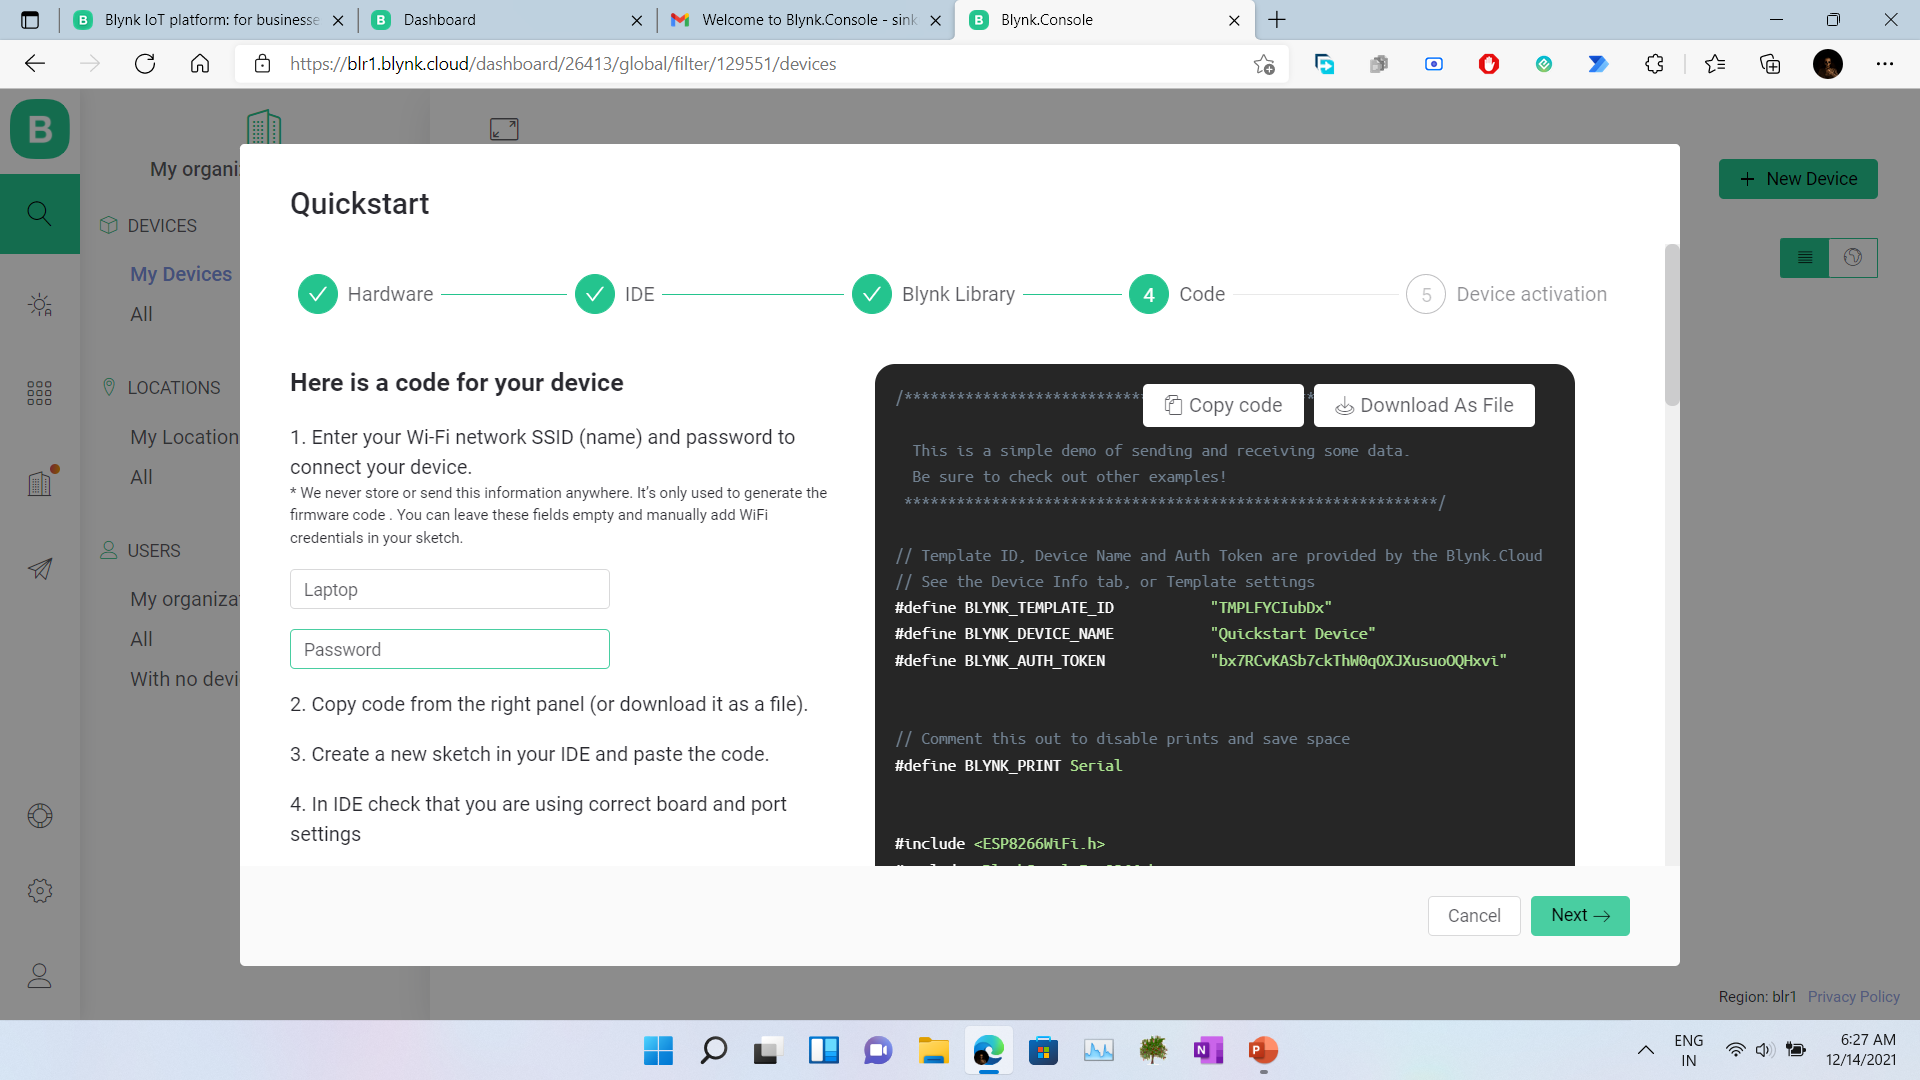 Blynk IoT platform: for businesse
Dashboard
Welcome to Blynk.Console - sink
Blynk.Console
https://blr1.blynk.cloud/dashboard/26413/global/filter/129551/devices
B
My organi
New Device
DEVICES
My Devices
All
LOCATIONS
My Location
All
USERS
My organiza
All
With no devi
Quickstart
Hardware
IDE
Blynk Library
4 Code
5 Device activation
Here is a code for your device
1. Enter your Wi-Fi network SSID (name) and password to
connect your device.
* We never store or send this information anywhere. It’s only used to generate the
firmware code . You can leave these fields empty and manually add WiFi
credentials in your sketch.
Laptop
Password
2. Copy code from the right panel (or download it as a file).
3. Create a new sketch in your IDE and paste the code.
4. In IDE check that you are using correct board and port
settings
Copy code
Download As File
This is a simple demo of sending and receiving some data.
Be sure to check out other examples!
*************************************************************/
// Template ID, Device Name and Auth Token are provided by the Blynk.Cloud
// See the Device Info tab, or Template settings
#define BLYNK_TEMPLATE_ID "TMPLFYCIubDx"
#define BLYNK_DEVICE_NAME "Quickstart Device"
#define BLYNK_AUTH_TOKEN "bx7RCvKASb7ckThW0qOXJXusuoOQHxvi"
// Comment this out to disable prints and save space
#define BLYNK_PRINT Serial
#include <ESP8266WiFi.h>
Cancel
Next
Region: blr1 Privacy Policy
ENG
IN
6:27 AM
12/14/2021